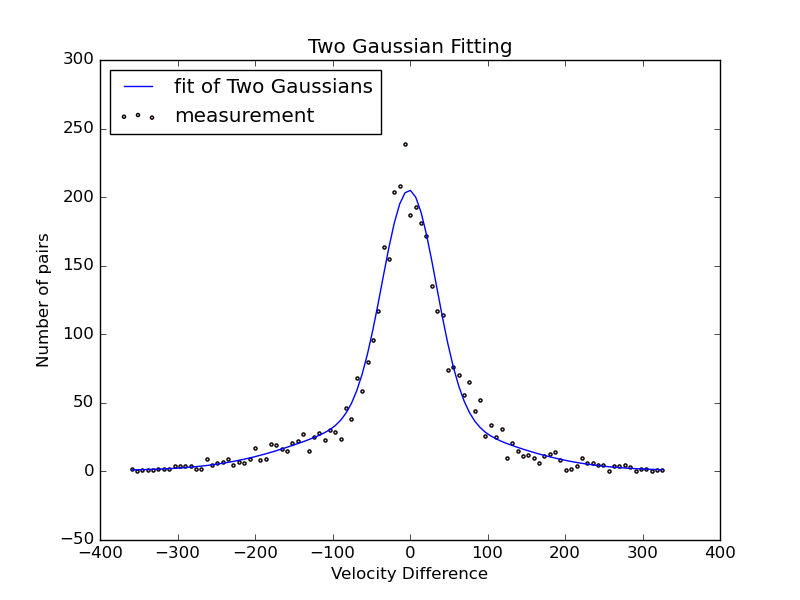 Two Gaussian Fitting
300
fit of Two Gaussians
measurement
250
200
150
100
50
0
−50
Number of pairs
−400 −300 −200 −100 0 100 200 300 400
Velocity Difference